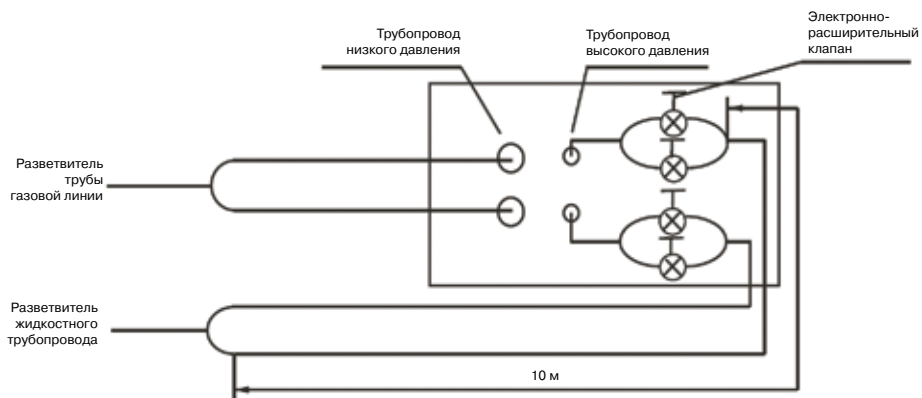 Трубопровод
низкого давления
Трубопровод
высокого давления
Электронно-
расширительный
клапан
Разветвитель
трубы
газовой линии
Разветвитель
жидкостного
трубопровода
10 м